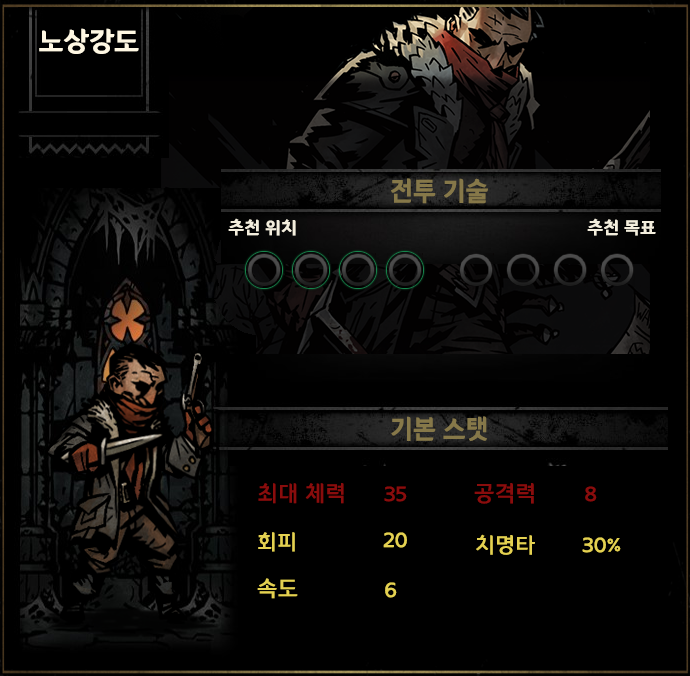 노상강도
전투 기술
추천 위치 추천 목표
기본 스탯
최대 체력 35 공격력 8
회피 20 치명타 30%
속도 6